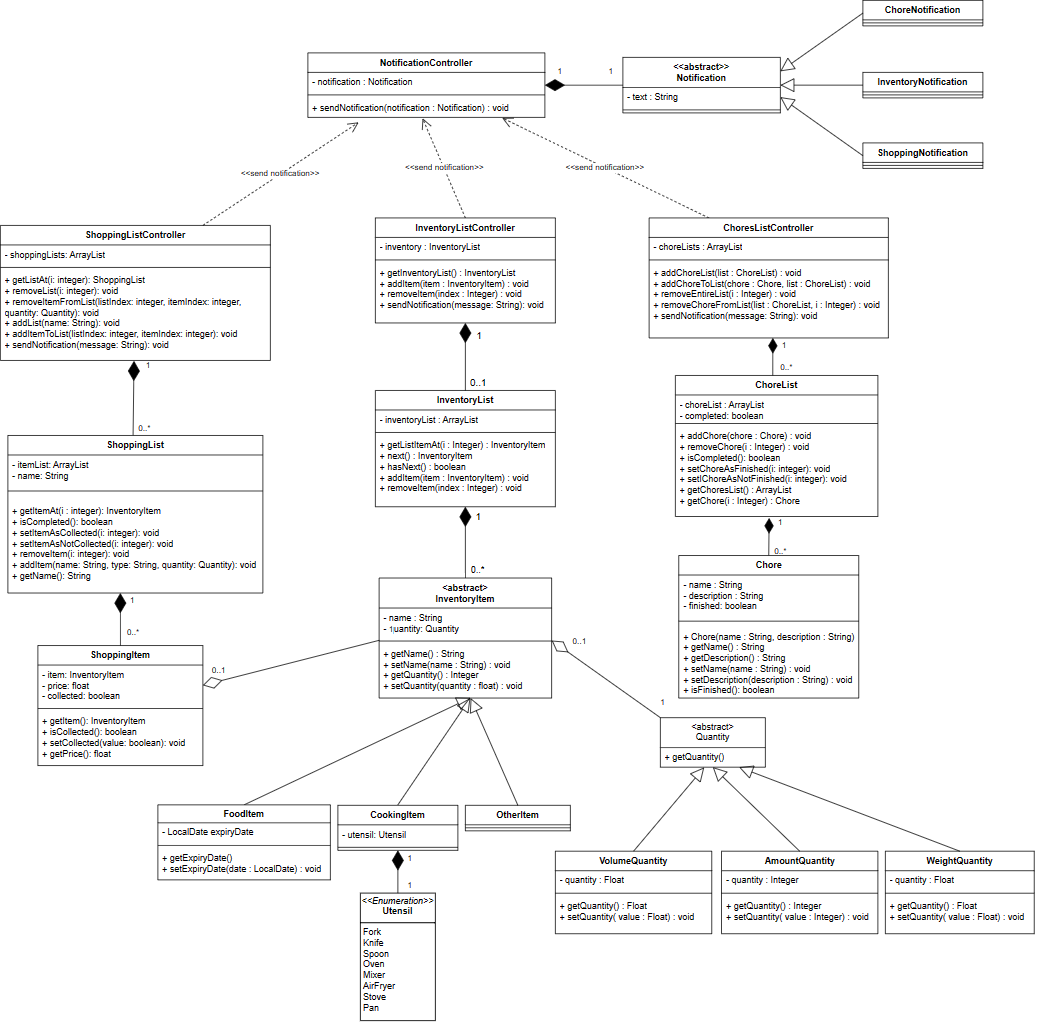 ChoreNotification
NotificationController
- notification : Notification
+ sendNotification(notification : Notification) : void
1
1
<<abstract>>
Notification
- text : String
InventoryNotification
ShoppingNotification
<<send notification>>
<<send notification>>
<<send notification>>
ShoppingListController
- shoppingLists: ArrayList
+ getListAt(i: integer): ShoppingList
+ removeList(i: integer): void
+ removeItemFromList(listIndex: integer, itemIndex: integer,
quantity: Quantity): void
+ addList(name: String): void
+ addItemToList(listIndex: integer, itemIndex: integer): void
+ sendNotification(message: String): void
InventoryListController
- inventory : InventoryList
+ getInventoryList() : InventoryList
+ addItem(item : InventoryItem) : void
+ removeItem(index : Integer) : void
+ sendNotification(message: String): void
ChoresListController
- choreLists : ArrayList
+ addChoreList(list : ChoreList) : void
+ addChoreToList(chore : Chore, list : ChoreList) : void
+ removeEntireList(i : Integer) : void
+ removeChoreFromList(list : ChoreList, i : Integer) : void
+ sendNotification(message: String): void
1
0..*
1
0..1
1
0..*
ShoppingList
- itemList: ArrayList
- name: String
+ getItemAt(i : integer): InventoryItem
+ isCompleted(): boolean
+ setItemAsCollected(i: integer): void
+ setItemAsNotCollected(i: integer): void
+ removeItem(i: integer): void
+ addItem(name: String, type: String, quantity: Quantity): void
+ getName(): String
InventoryList
- inventoryList : ArrayList
+ getListItemAt(i : Integer) : InventoryItem
+ next() : InventoryItem
+ hasNext() : boolean
+ addItem(item : InventoryItem) : void
+ removeItem(index : Integer) : void
ChoreList
- choreList : ArrayList
- completed: boolean
+ addChore(chore : Chore) : void
+ removeChore(i : Integer) : void
+ isCompleted(): boolean
+ setChoreAsFinished(i: integer): void
+ setlChoreAsNotFinished(i: integer): void
+ getChoresList() : ArrayList
+ getChore(i : Integer) : Chore
1
0..*
1
0..*
1
0..*
ShoppingItem
- item: InventoryItem
- price: float
- collected: boolean
+ getItem(): InventoryItem
+ isCollected(): boolean
+ setCollected(value: boolean): void
+ getPrice(): float
0..1
<abstract>
InventoryItem
- name : String
- quantity: Quantity
+ getName() : String
+ setName(name : String) : void
+ getQuantity() : Integer
+ setQuantity(quantity : float) : void
0..1
1
Chore
- name : String
- description : String
- finished: boolean
+ Chore(name : String, description : String)
+ getName() : String
+ getDescription() : String
+ setName(name : String) : void
+ setDescription(description : String) : void
+ isFinished(): boolean
<abstract>
Quantity
+ getQuantity()
FoodItem
- LocalDate expiryDate
+ getExpiryDate()
+ setExpiryDate(date : LocalDate) : void
CookingItem
- utensil: Utensil
OtherItem
1
1
<<Enumeration>>
Utensil
Fork
Knife
Spoon
Oven
Mixer
AirFryer
Stove
Pan
VolumeQuantity
- quantity : Float
+ getQuantity() : Float
+ setQuantity( value : Float) : void
AmountQuantity
- quantity : Integer
+ getQuantity() : Integer
+ setQuantity( value : Integer) : void
WeightQuantity
- quantity : Float
+ getQuantity() : Float
+ setQuantity( value : Float) : void